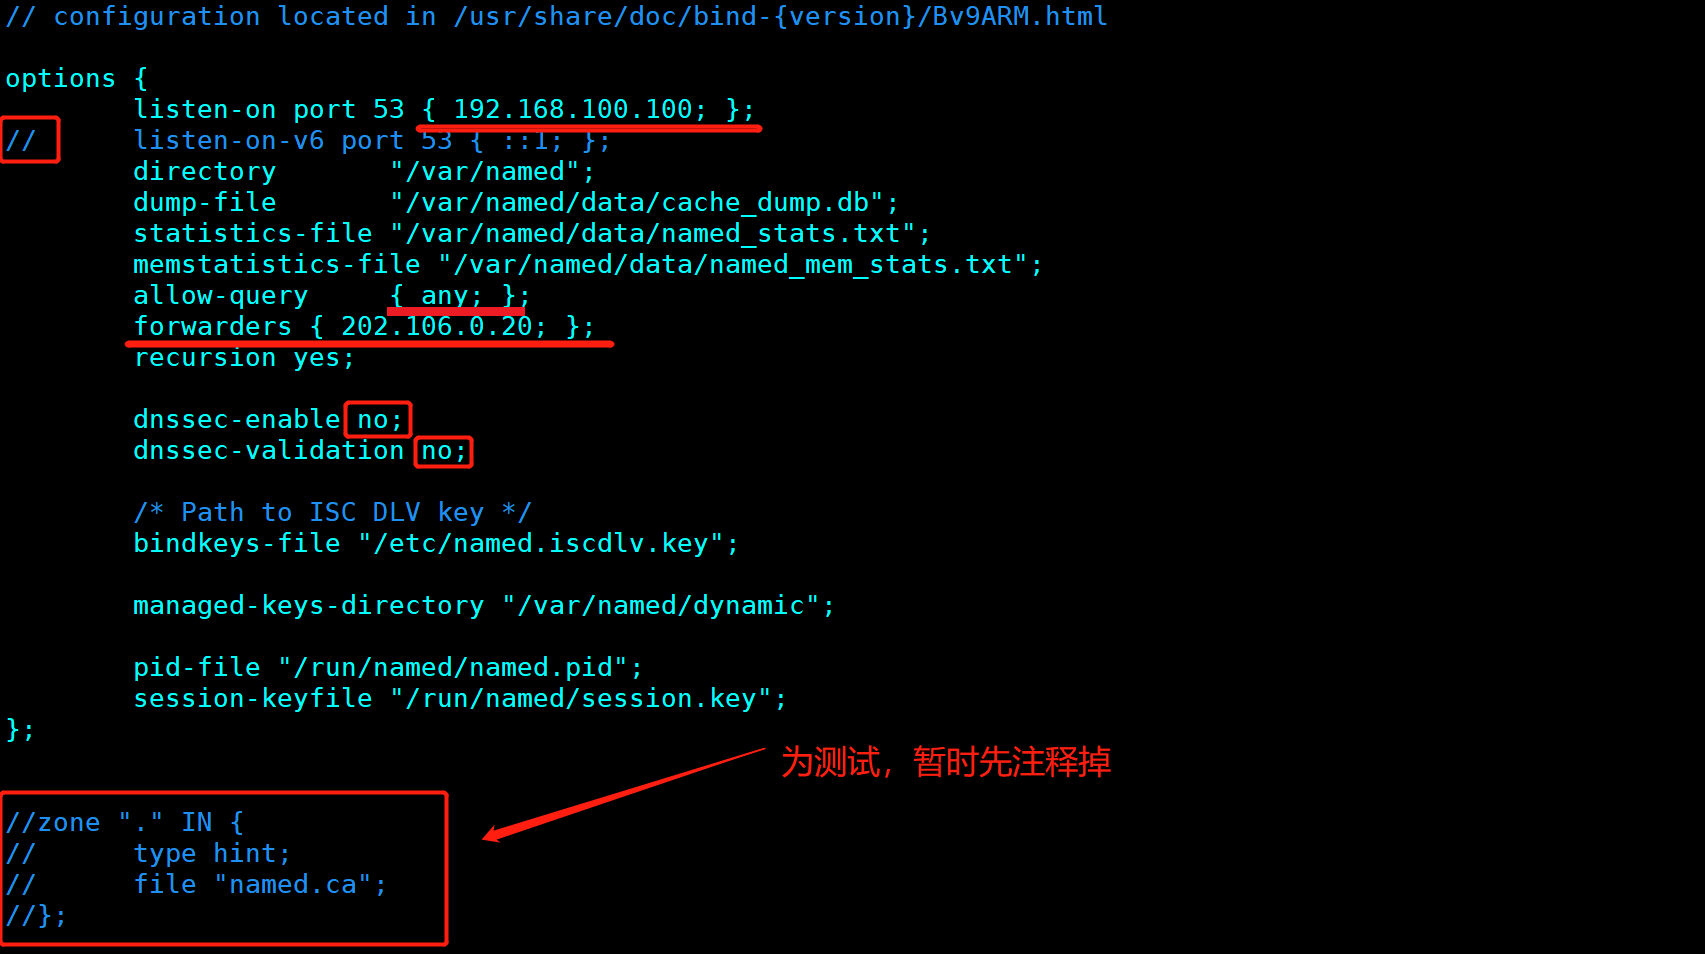 // configuration located in /usr/share/doc/bind-{version}/Bv9ARM.html
options {
listen-on port 53 { 192.168.100.100; };
// listen-on-v6 port 53 { ::1; };
directory "/var/named";
dump-file "/var/named/data/cache_dump.db";
statistics-file "/var/named/data/named_stats.txt";
memstatistics-file "/var/named/data/named_mem_stats.txt";
allow-query { any; };
forwarders { 202.106.0.20; };
recursion yes;
dnssec-enable no;
dnssec-validation no;
/* Path to ISC DLV key */
bindkeys-file "/etc/named.iscdlv.key";
managed-keys-directory "/var/named/dynamic";
pid-file "/run/named/named.pid";
session-keyfile "/run/named/session.key";
};
为测试，暂时先注释掉
//zone "." IN {
// type hint;
// file "named.ca";
//};